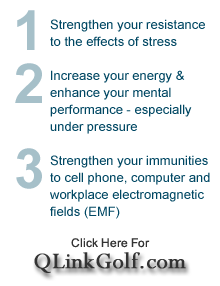 1 Strengthen your resistance
to the effects of stress
2 Increase your energy &
enhance your mental
performance - especially
under pressure
3 Strengthen your immunities
to cell phone, computer and
workplace electromagnetic
fields (EMF)
Click Here For
QLinkGolf.com